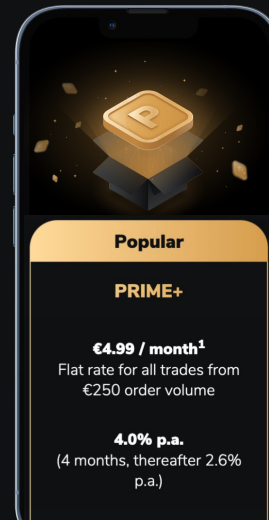 P
Popular
PRIME+
€4.99 / month¹
Flat rate for all trades from
€250 order volume
4.0% p.a.
(4 months, thereafter 2.6%
p.a.)